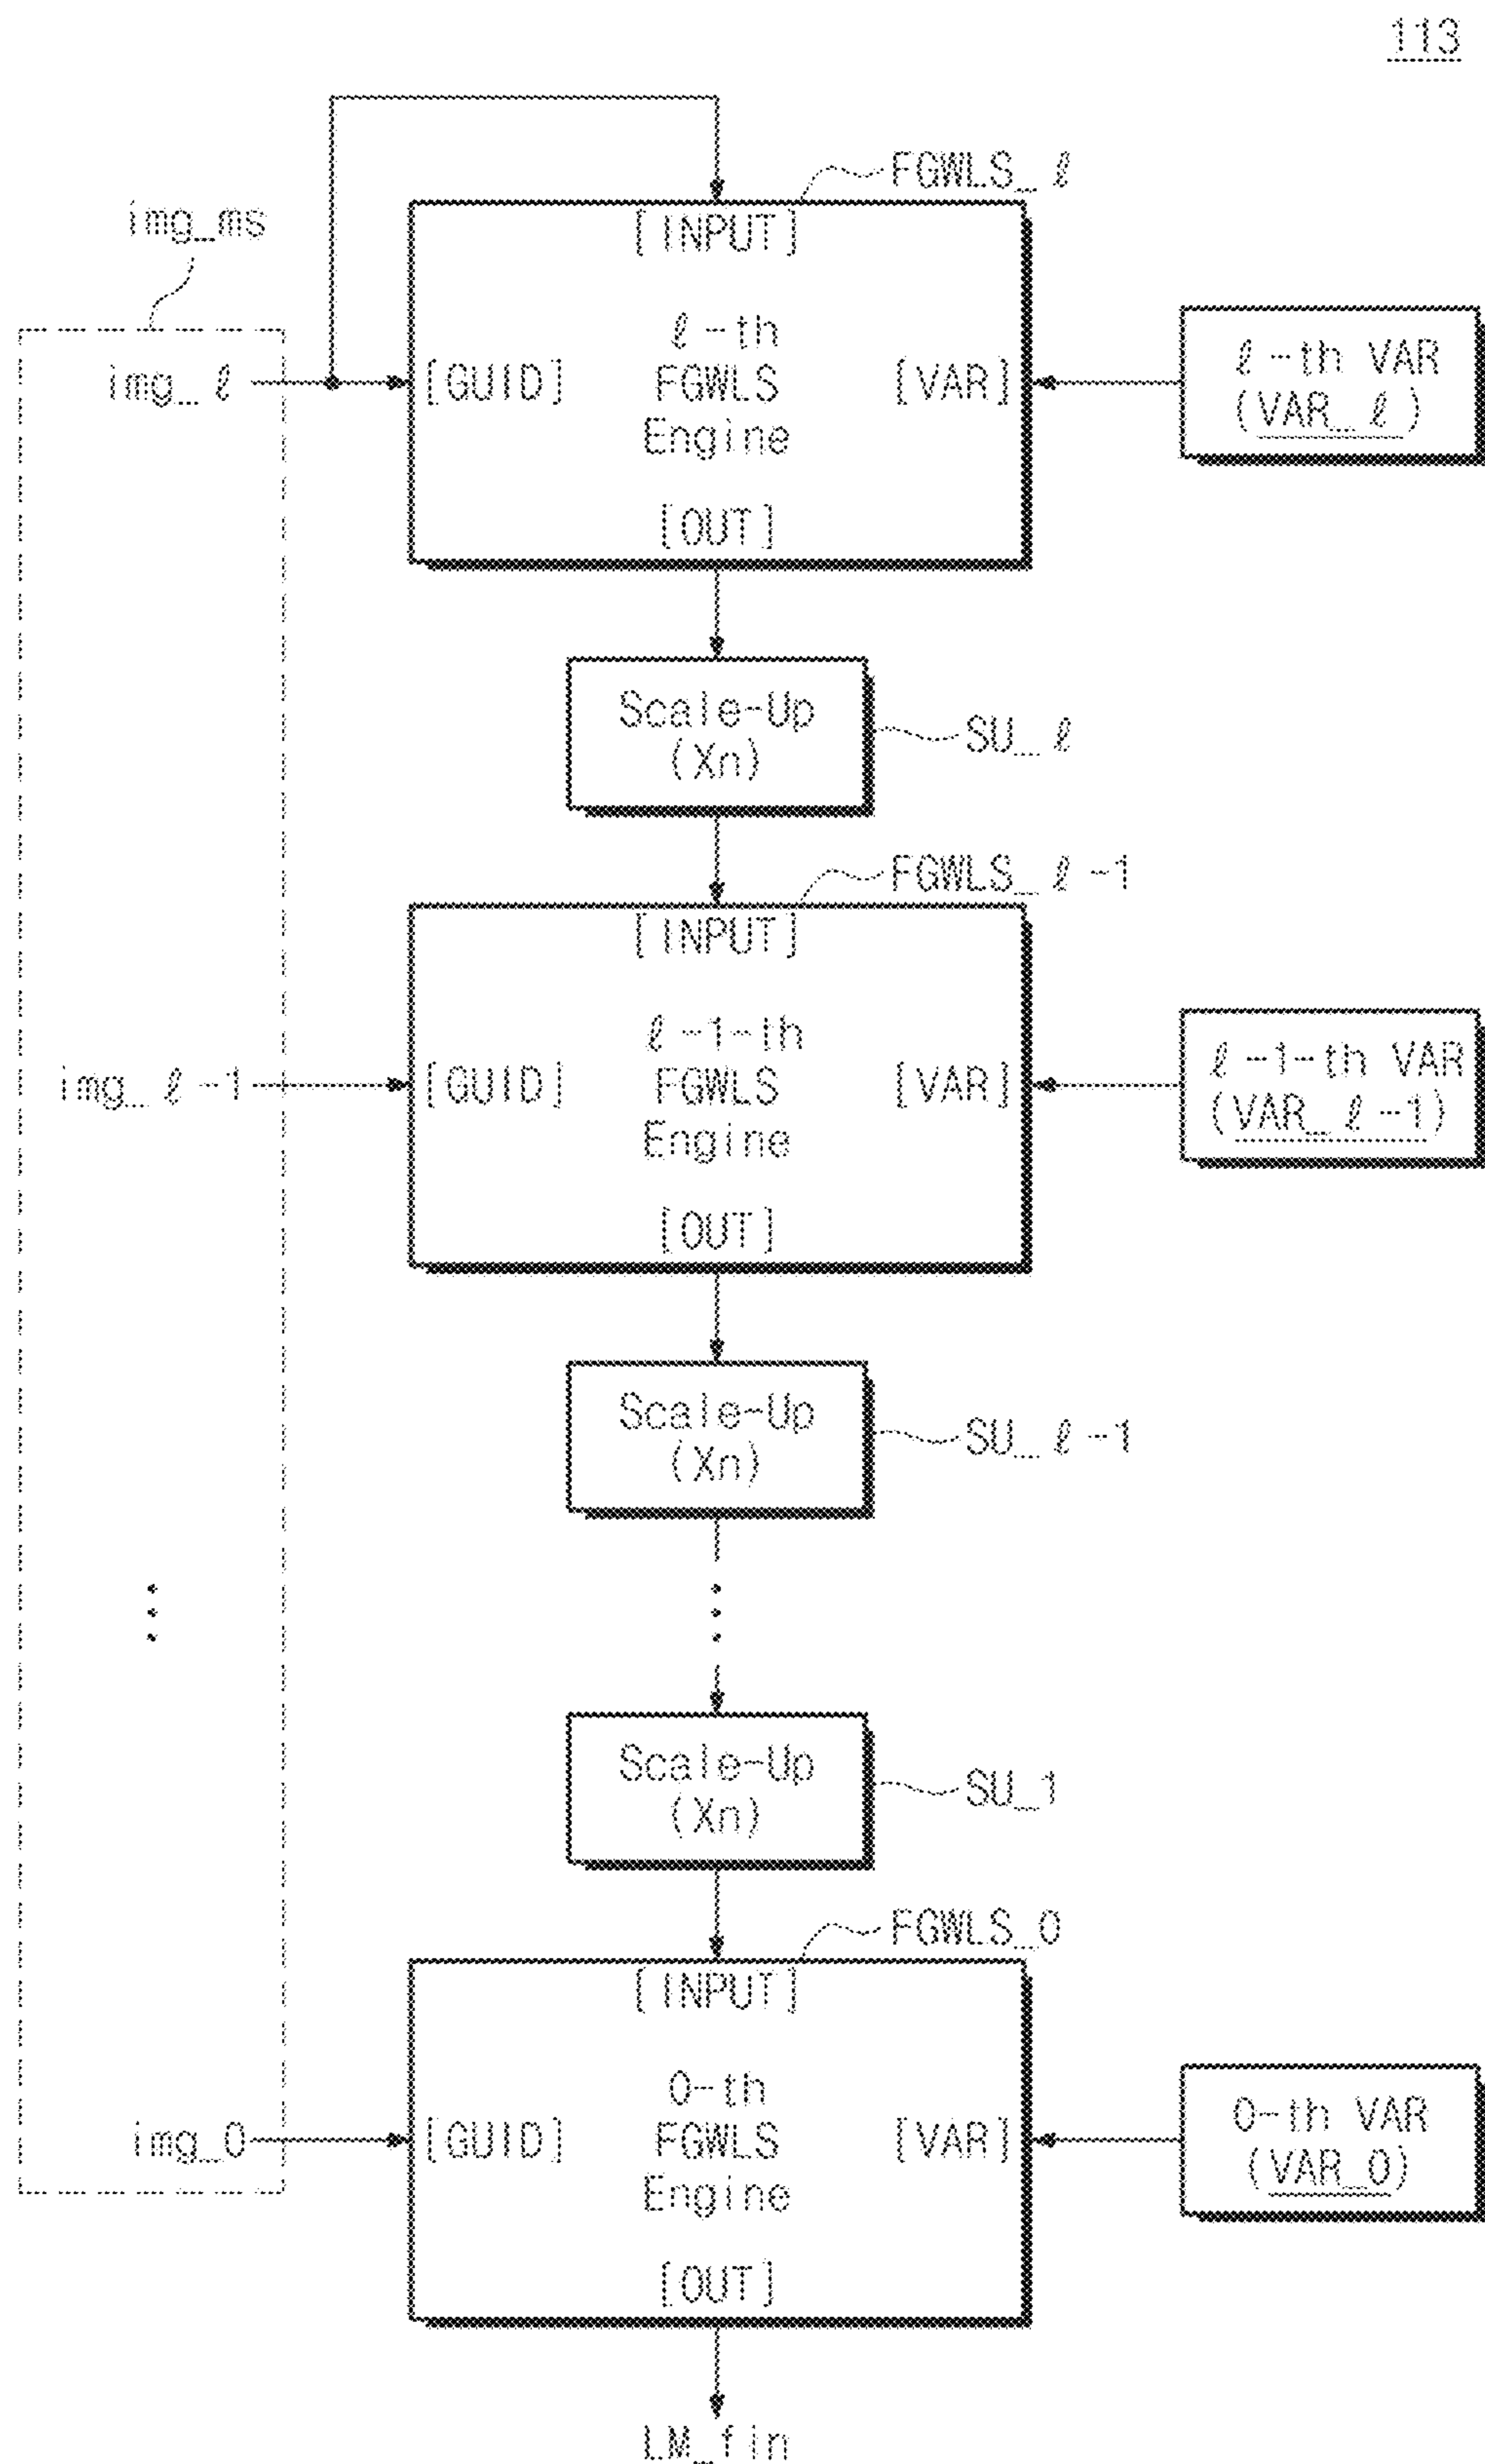 113
FGWLS_ℓ
img_ms
[INPUT]
ℓ-th
FGWLS
Engine
img_ℓ
[GUID]
[VAR]
[OUT]
ℓ-th VAR
(VAR_ℓ)
Scale-Up
(Xn)
SU_ℓ
FGWLS_ℓ-1
[INPUT]
ℓ-1-th
FGWLS
Engine
img_ℓ-1
[GUID]
[VAR]
[OUT]
ℓ-1-th VAR
(VAR_ℓ-1)
Scale-Up
(Xn)
SU_ℓ-1
Scale-Up
(Xn)
SU_1
FGWLS_0
[INPUT]
0-th
FGWLS
Engine
img_0
[GUID]
[VAR]
[OUT]
0-th VAR
(VAR_0)
LM_fin